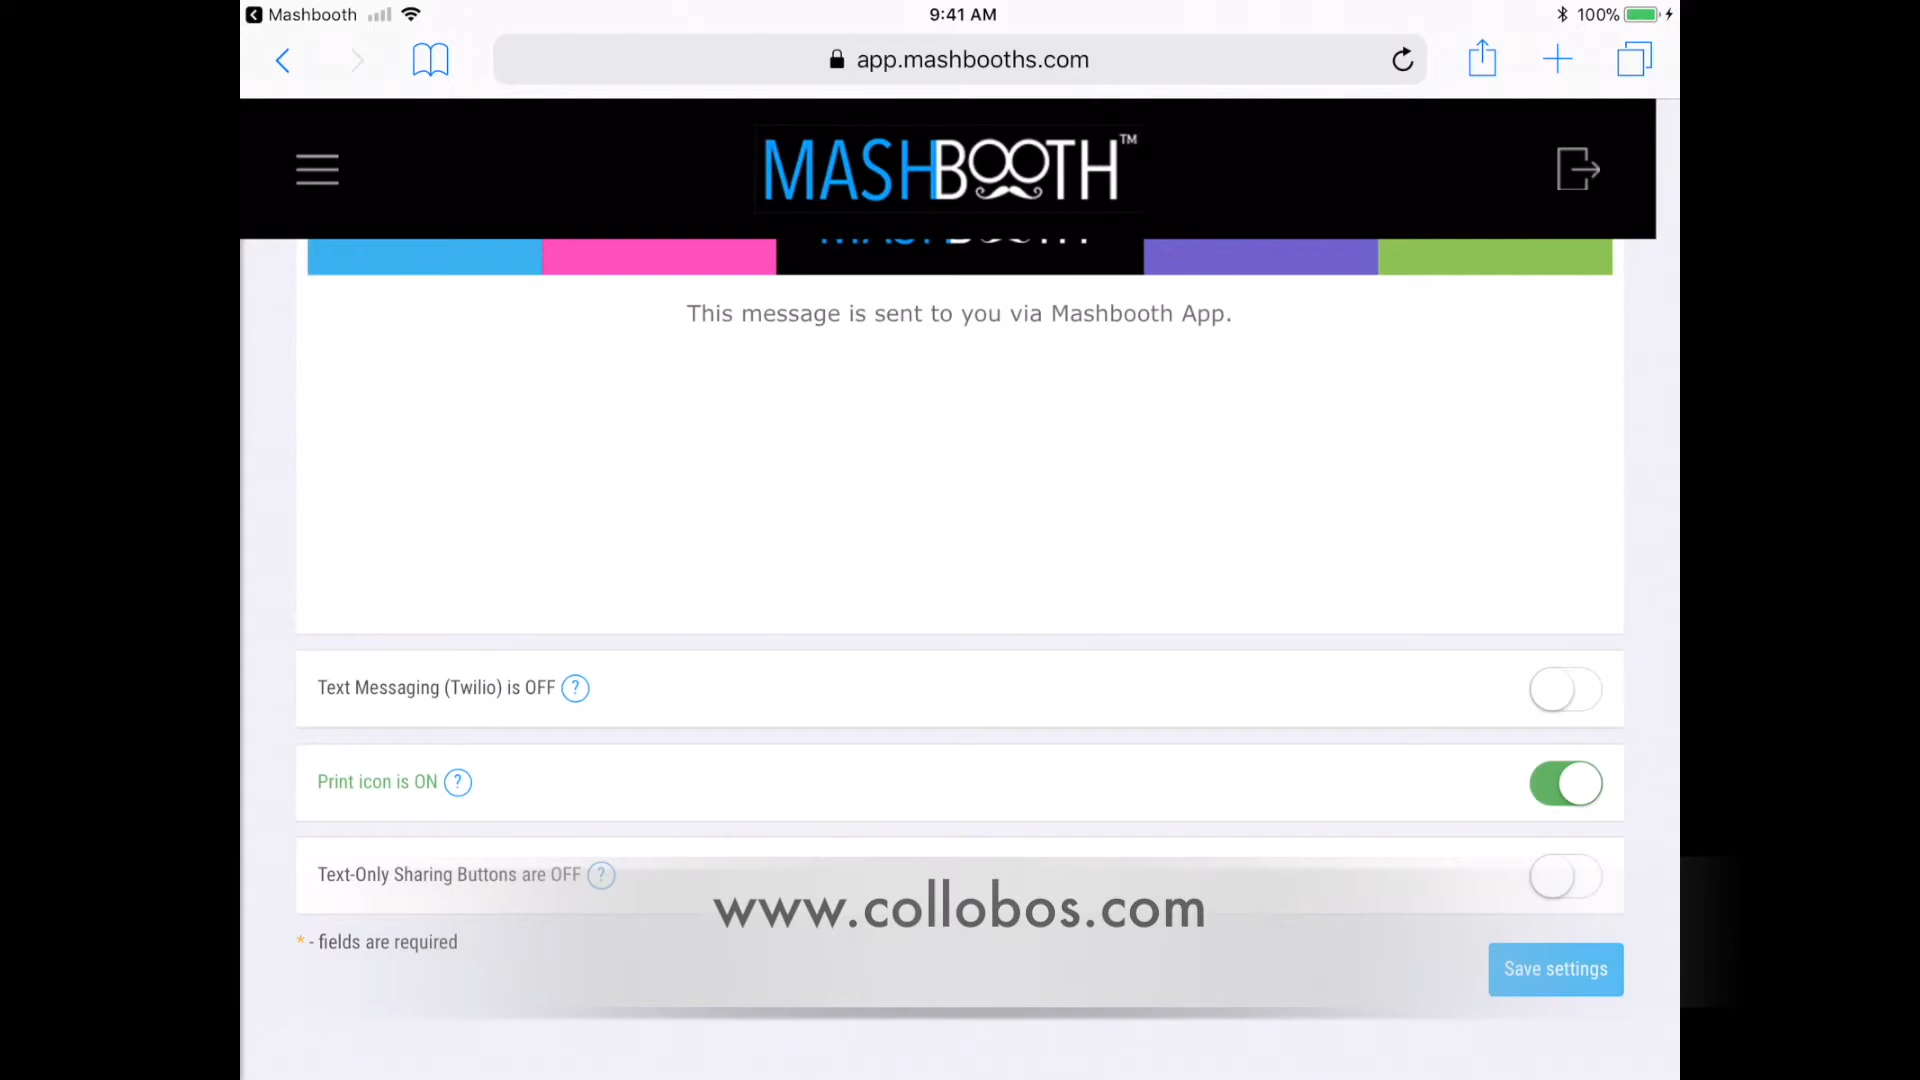 Mashbooth
9:41 AM
100%
app.mashbooths.com
MASHBOOTH™
This message is sent to you via Mashbooth App.
Text Messaging (Twilio) is OFF ?
Print icon is ON ?
Text-Only Sharing Buttons are OFF ?
www.collobos.com
* - fields are required
Save settings